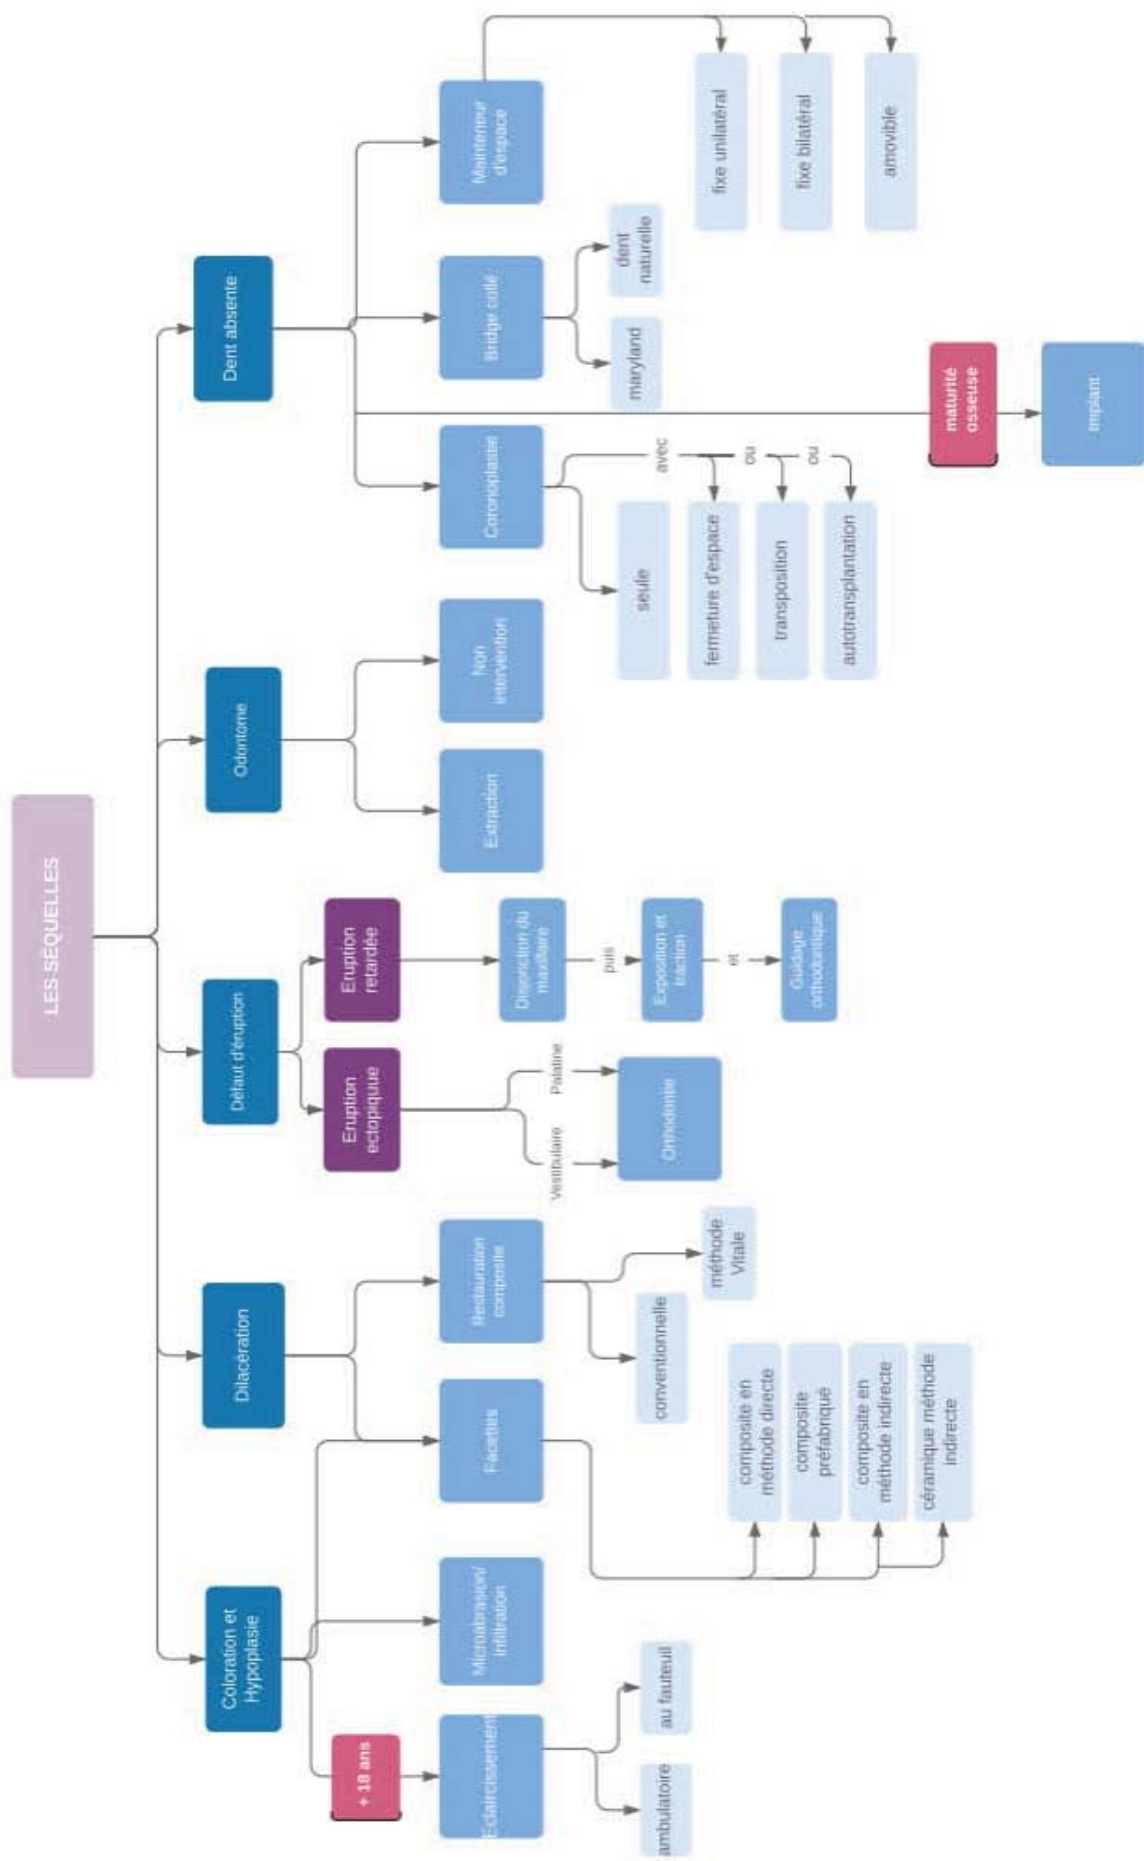 LES SÉQUELLES
Coloration et
Hypoplasie
Dilacération
Défaut d'éruption
Odontome
Dent absente
+ 18 ans
Eclaircissement
Microabrasion/
infiltration
Facettes
Restauration
composite
Eruption
ectopiquue
Eruption
retardée
Extraction
Non
intervention
Coronoplastie
Bridge collé
Mainteneur
d'espace
ambulatoire
au fauteuil
composite en
méthode directe
composite
préfabriqué
composite en
méthode indirecte
céramique méthode
indirecte
conventionnelle
méthode
Vitale
Vestibulaire
Palatine
Orthodontie
Disjonction du
maxillaire
puis
Exposition et
traction
et
Guidage
orthodontique
seule
avec
fermeture d'espace
ou
transposition
ou
autotransplantation
maryland
dent
naturelle
fixe unilatéral
fixe bilatéral
amovible
maturité
osseuse
Implant